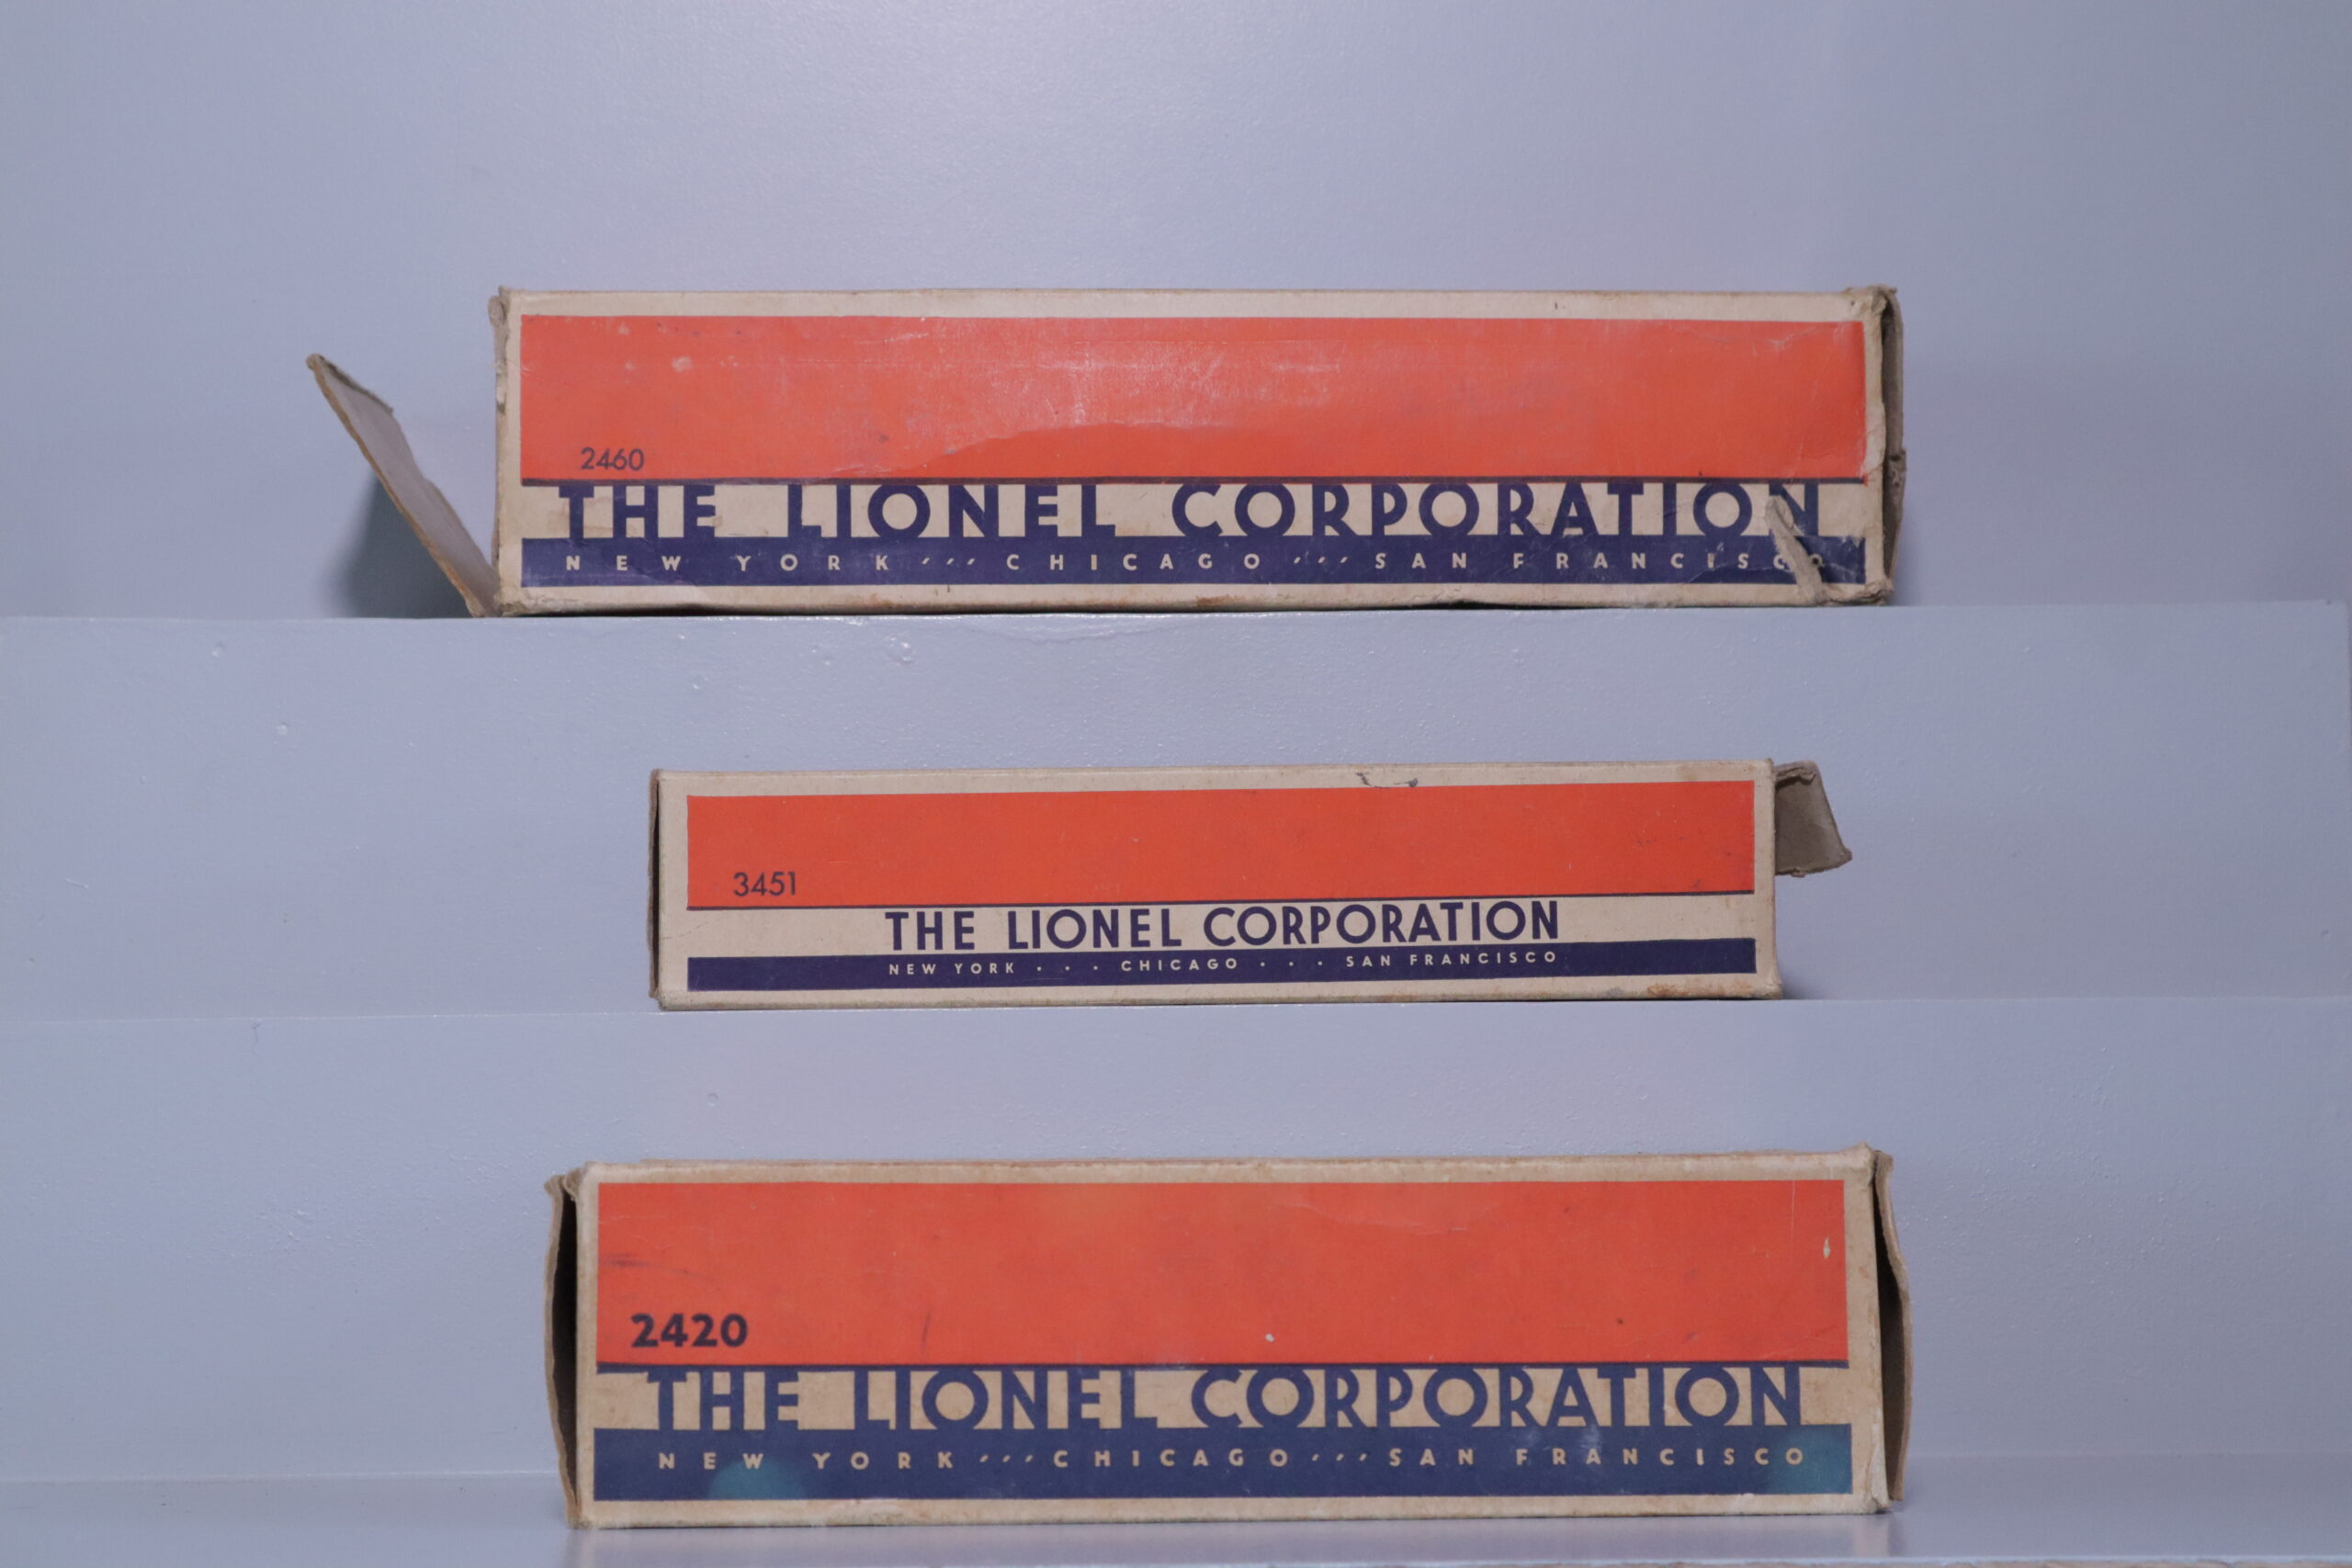 2460
THE LIONEL CORPORATION
NEW YORK ′′′ CHICAGO ′′′ SAN FRANCISCO
3451
THE LIONEL CORPORATION
NEW YORK . . . CHICAGO . . . SAN FRANCISCO
2420
THE LIONEL CORPORATION
NEW YORK ′′′ CHICAGO ′′′ SAN FRANCISCO